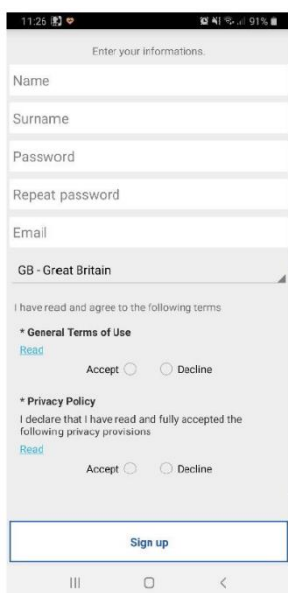 11:26 91%
Enter your informations.
Name
Surname
Password
Repeat password
Email
GB - Great Britain
I have read and agree to the following terms
* General Terms of Use
Read
Accept Decline
* Privacy Policy
I declare that I have read and fully accepted the
following privacy provisions
Read
Accept Decline
Sign up